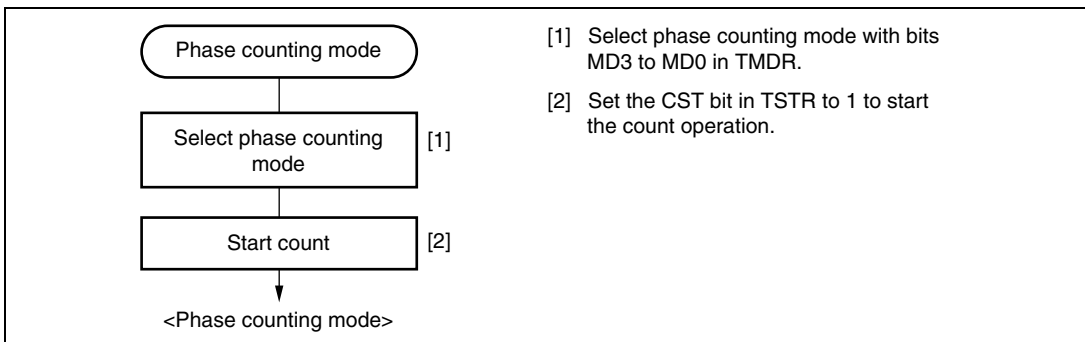 Phase counting mode
Select phase counting
mode
[1]
Start count
[2]
<Phase counting mode>
[1] Select phase counting mode with bits
MD3 to MD0 in TMDR.
[2] Set the CST bit in TSTR to 1 to start
the count operation.